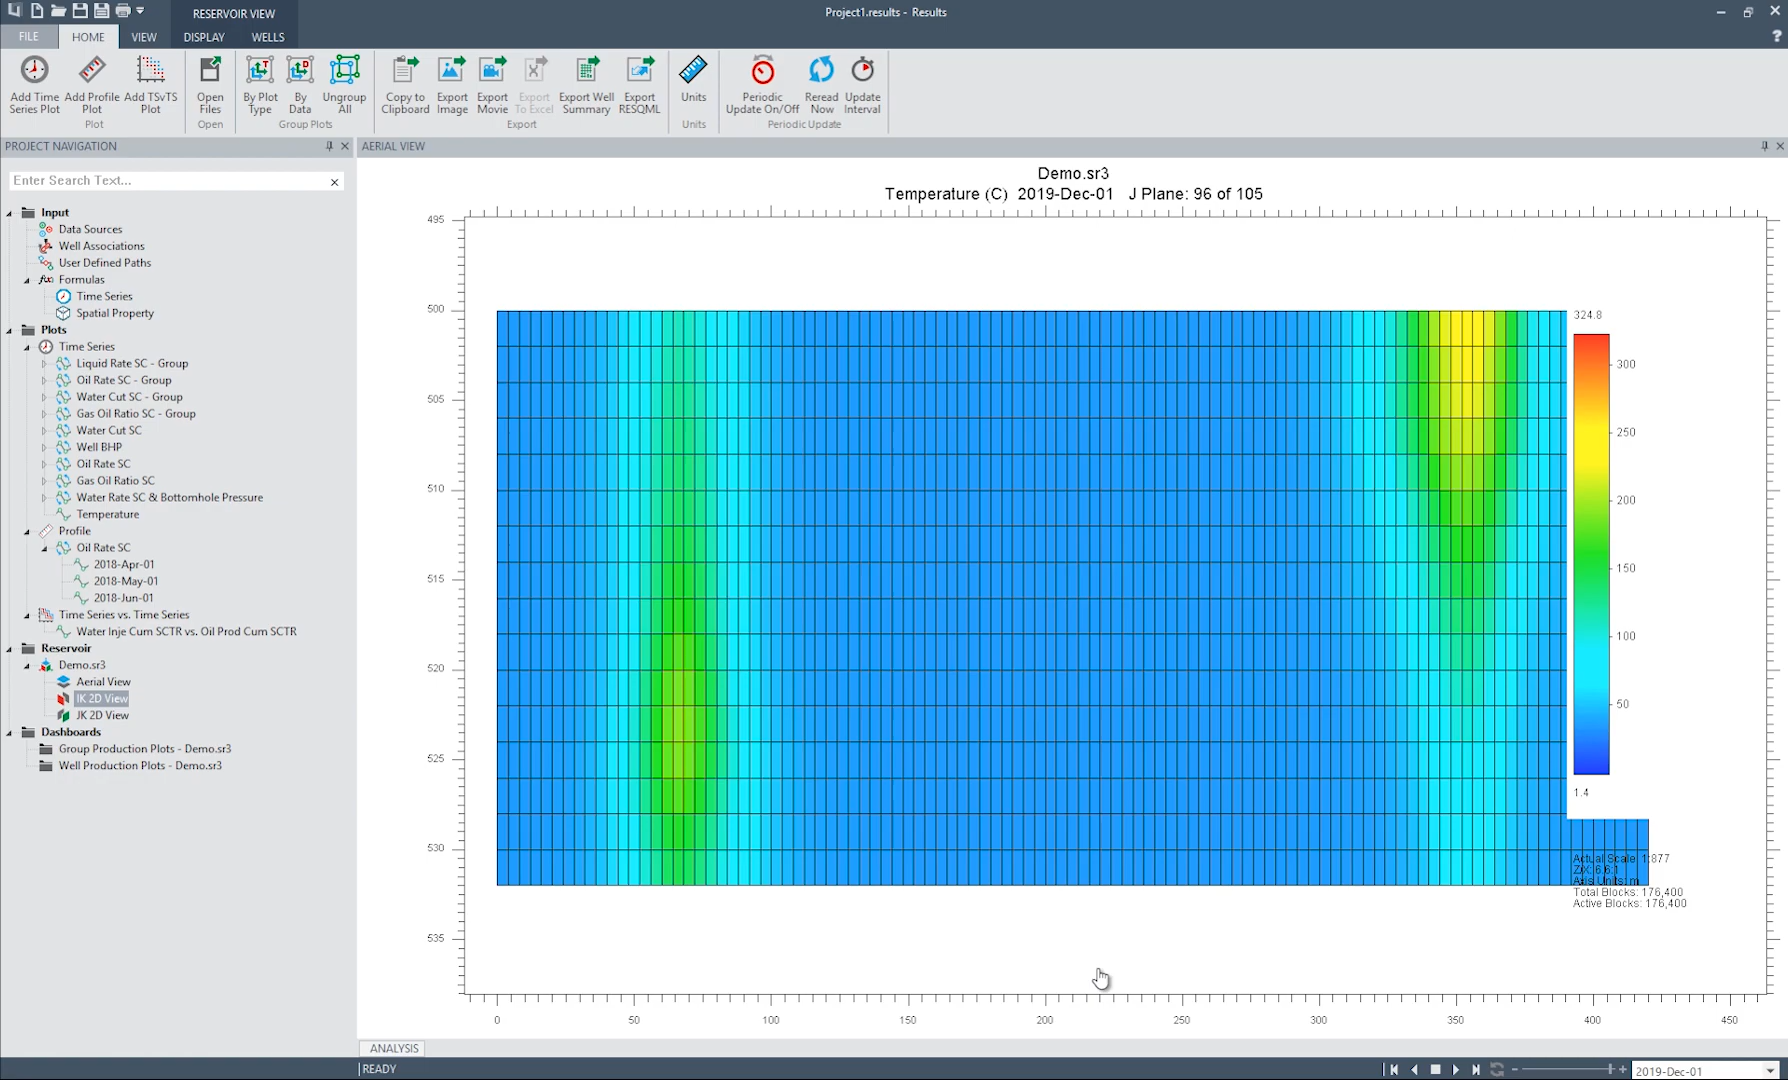 RESERVOIR VIEW
Project1.results - Results
FILE
HOME
VIEW
DISPLAY
WELLS
?
Add Time
Series Plot
Add Profile
Plot
Add TSvTS
Plot
Plot
Open
Files
Open
By Plot
Type
By
Data
Ungroup
All
Group Plots
Copy to
Clipboard
Export
Image
Export
Movie
Export
To Excel
Export Well
Summary
Export
RESQML
Export
Units
Units
Periodic
Update On/Off
Reread
Now
Update
Interval
Periodic Update
PROJECT NAVIGATION
Enter Search Text...
Input
Data Sources
Well Associations
User Defined Paths
f(x) Formulas
Time Series
Spatial Property
Plots
Time Series
Liquid Rate SC - Group
Oil Rate SC - Group
Water Cut SC - Group
Gas Oil Ratio SC - Group
Water Cut SC
Well BHP
Oil Rate SC
Gas Oil Ratio SC
Water Rate SC & Bottomhole Pressure
Temperature
Profile
Oil Rate SC
2018-Apr-01
2018-May-01
2018-Jun-01
Time Series vs. Time Series
Water Inje Cum SCTR vs. Oil Prod Cum SCTR
Reservoir
Demo.sr3
Aerial View
IK 2D View
JK 2D View
Dashboards
Group Production Plots - Demo.sr3
Well Production Plots - Demo.sr3
AERIAL VIEW
Demo.sr3
Temperature (C) 2019-Dec-01 J Plane: 96 of 105
495
500
505
510
515
520
525
530
535
0
50
100
150
200
250
300
350
400
450
324.8
300
250
200
150
100
50
1.4
Actual Scale: 1:877
Z/X: 6.6:1
Axis Units: m
Total Blocks: 176,400
Active Blocks: 176,400
ANALYSIS
READY
2019-Dec-01